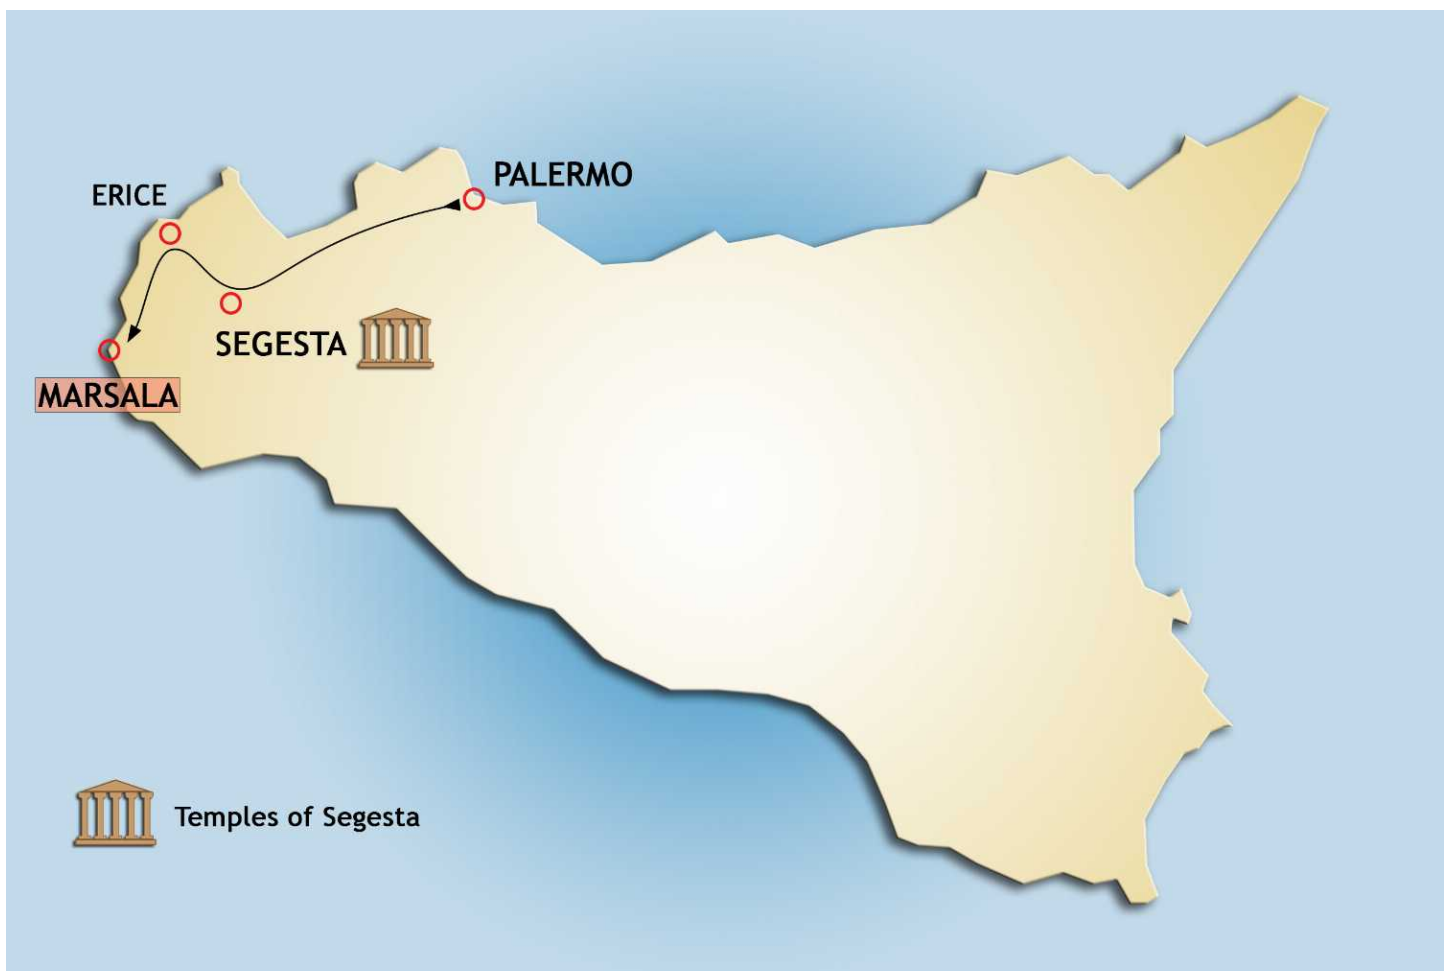 PALERMO
ERICE
SEGESTA
MARSALA
Temples of Segesta